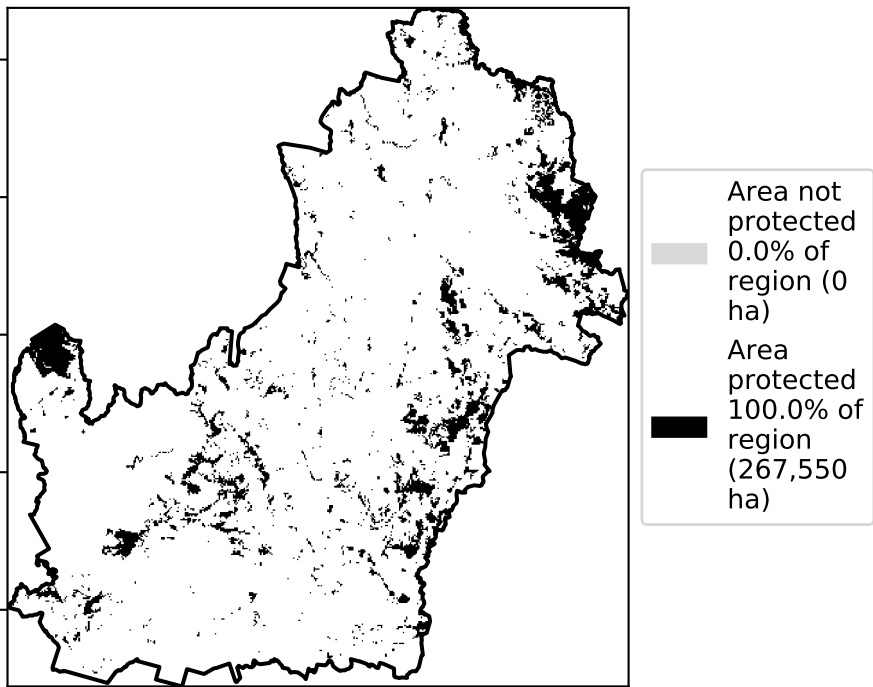 Area not
protected
0.0% of
region (0
ha)
Area
protected
100.0% of
region
(267,550
ha)